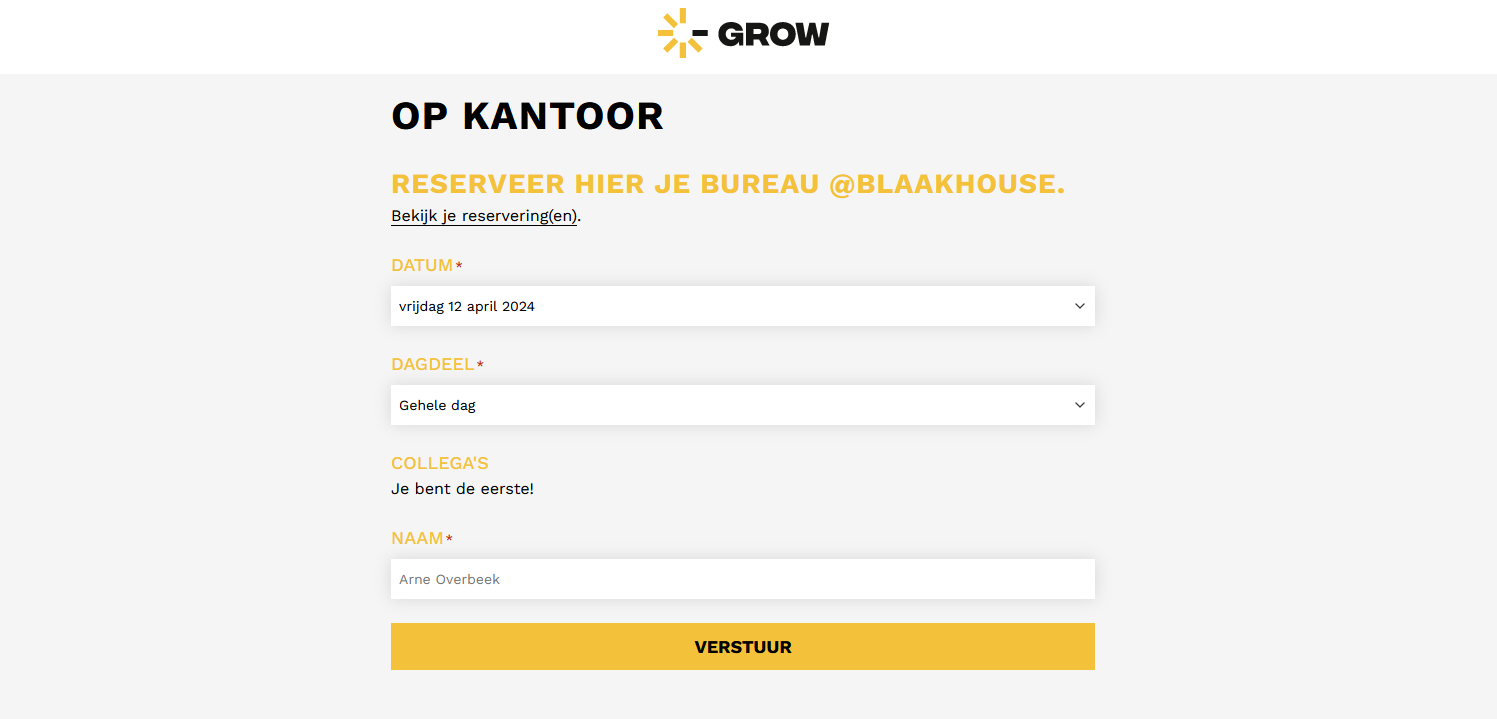 GROW
OP KANTOOR
RESERVEER HIER JE BUREAU @BLAAKHOUSE.
Bekijk je reservering(en).
DATUM*
vrijdag 12 april 2024
DAGDEEL*
Gehele dag
COLLEGA'S
Je bent de eerste!
NAAM*
Arne Overbeek
VERSTUUR